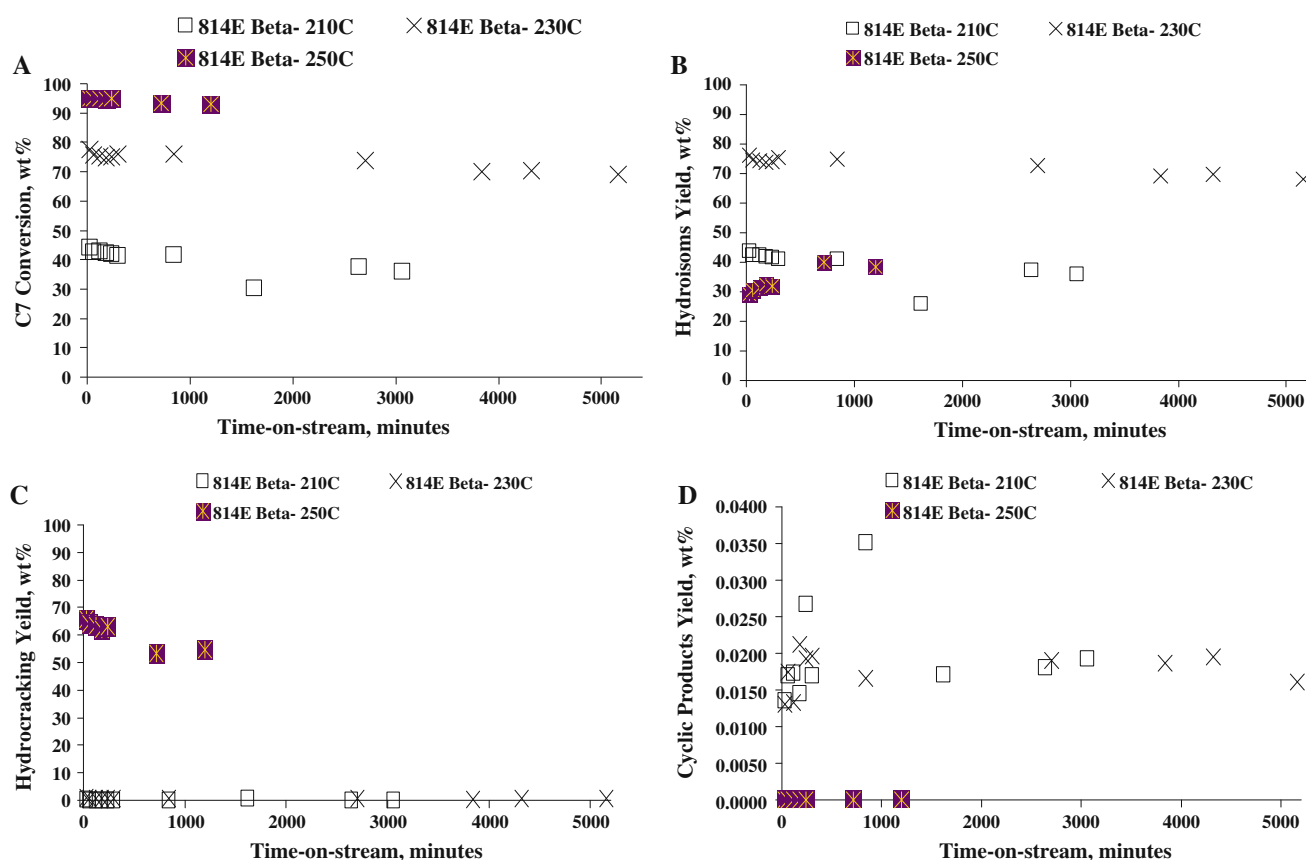 814E Beta- 210C 814E Beta- 230C
814E Beta- 250C
A
100
90
80
70
60
50
40
30
20
10
0
C7 Conversion, wt%
0 1000 2000 3000 4000 5000
Time-on-stream, minutes
814E Beta- 210C 814E Beta- 230C
814E Beta- 250C
B
100
90
80
70
60
50
40
30
20
10
0
Hydroisoms Yield, wt%
0 1000 2000 3000 4000 5000
Time-on-stream, minutes
C
814E Beta- 210C 814E Beta- 230C
814E Beta- 250C
100
90
80
70
60
50
40
30
20
10
0
Hydrocracking Yeild, wt%
0 1000 2000 3000 4000 5000
Time-on-stream, minutes
D
814E Beta- 210C 814E Beta- 230C
814E Beta- 250C
0.0400
0.0350
0.0300
0.0250
0.0200
0.0150
0.0100
0.0050
0.0000
Cyclic Products Yield, wt%
0 1000 2000 3000 4000 5000
Time-on-stream, minutes